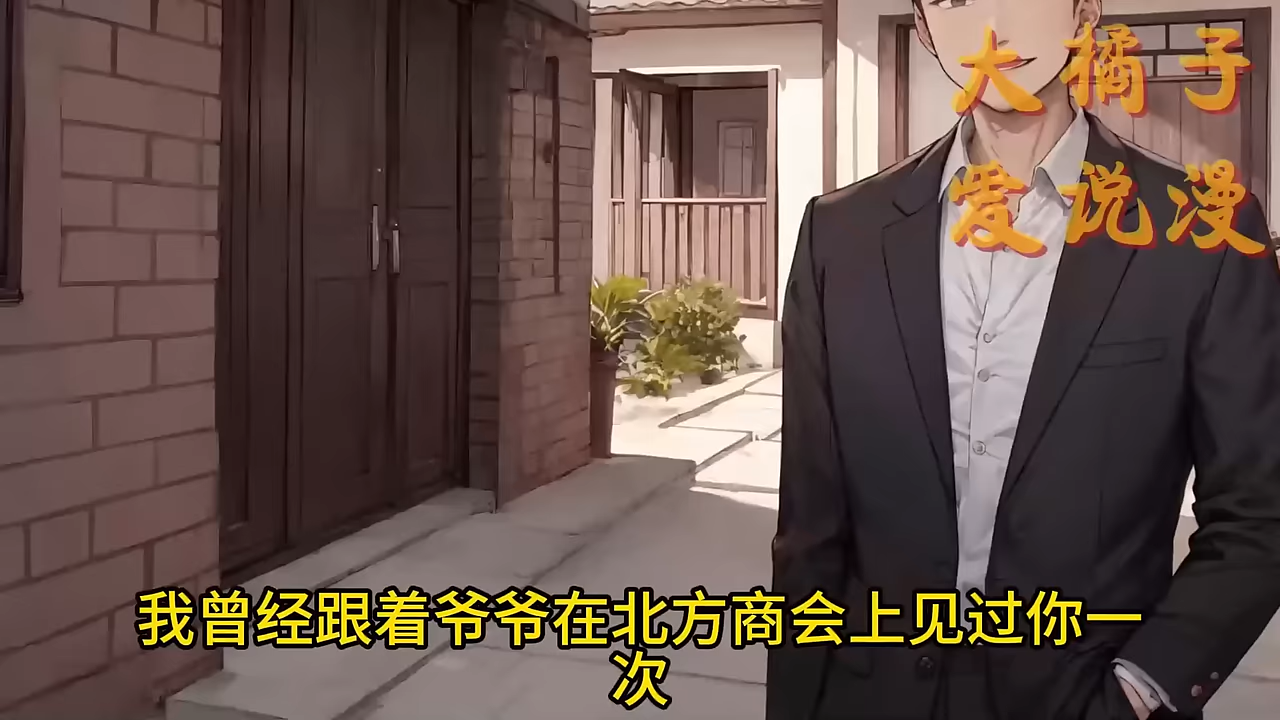 大橘子
爱说漫
我曾经跟着爷爷在北方商会上见过你一
次